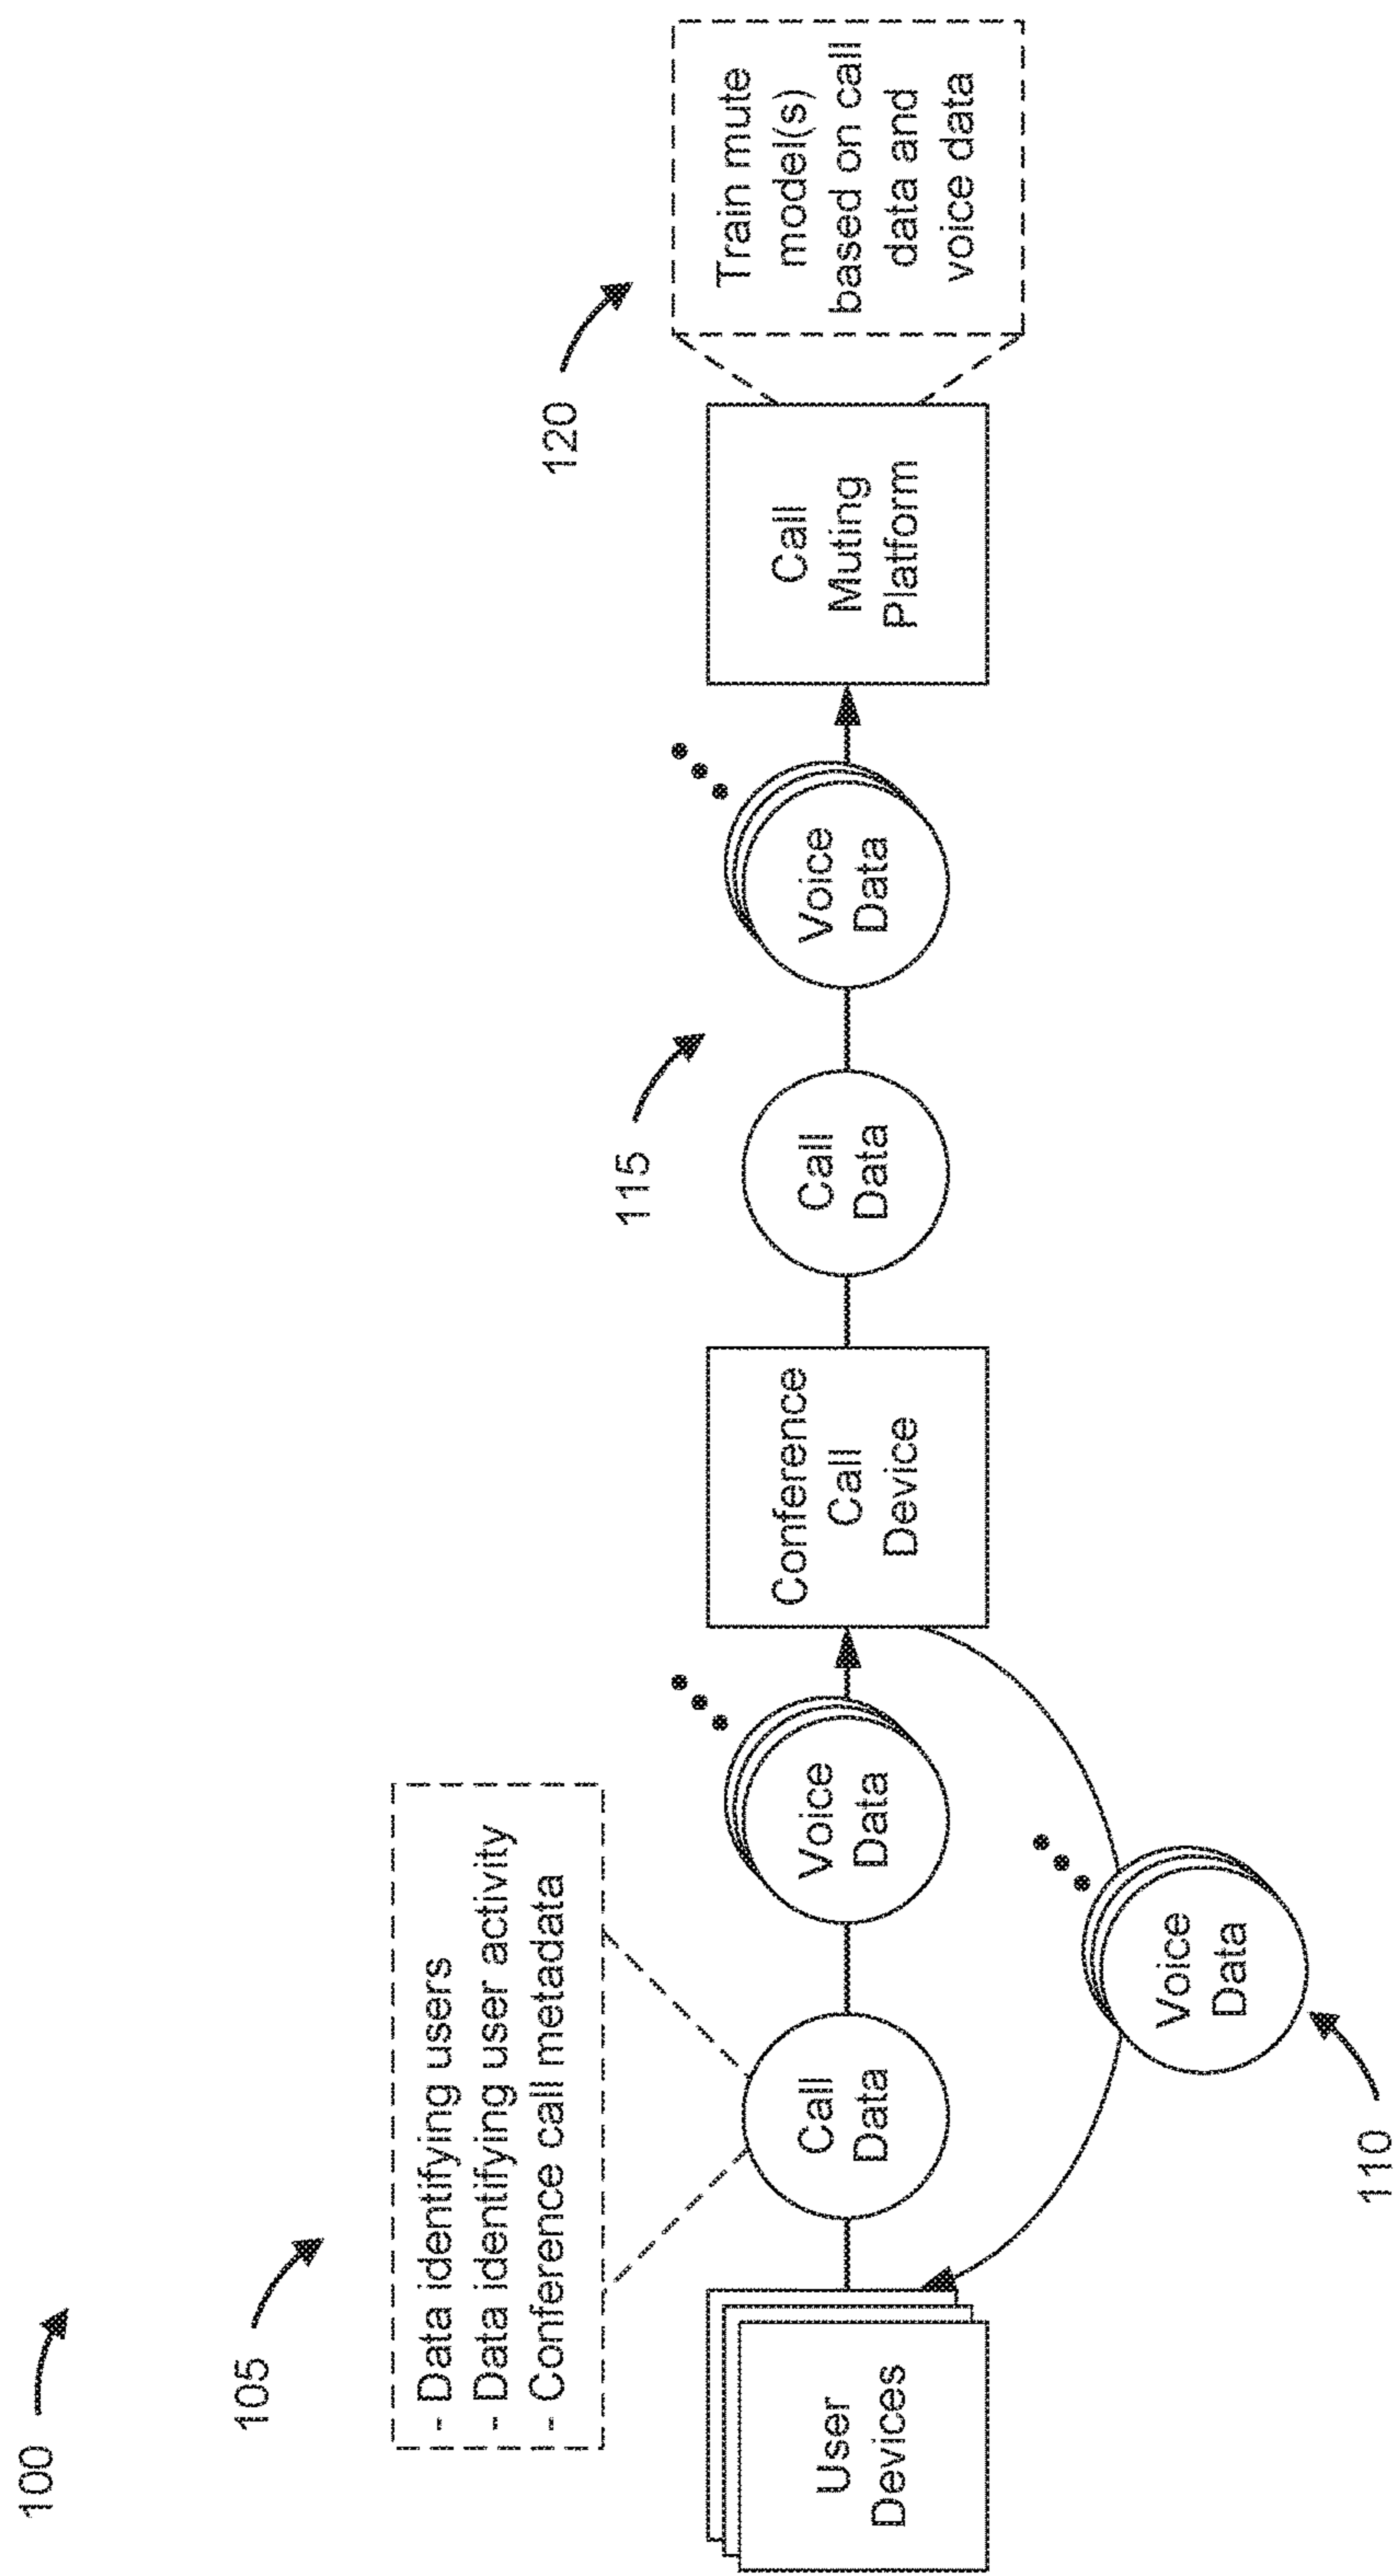 100
105
- Data identifying users
- Data identifying user activity
- Conference call metadata
User
Devices
Call
Data
Voice
Data
110
Voice
Data
Conference
Call
Device
115
Call
Data
Voice
Data
Call
Muting
Platform
120
Train mute
model(s)
based on call
data and
voice data